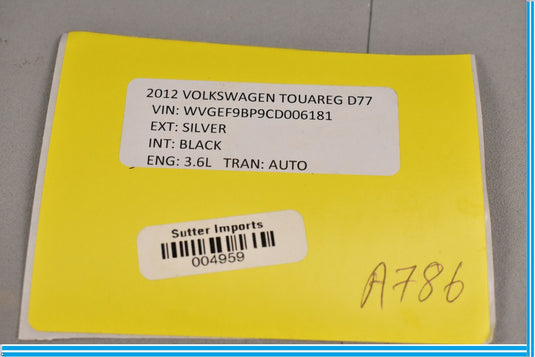 2012 VOLKSWAGEN TOUAREG D77
VIN: WVGEF9BP9CD006181
EXT: SILVER
INT: BLACK
ENG: 3.6L TRAN: AUTO
Sutter Imports
004959
A786